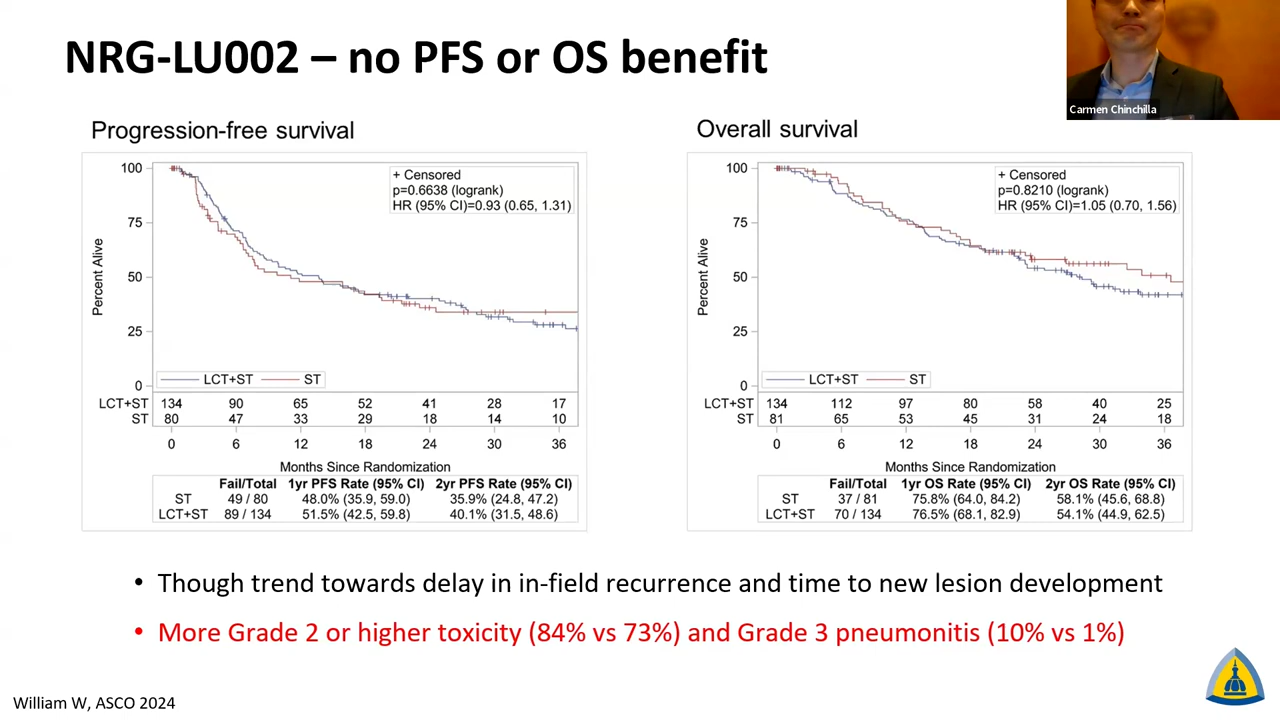 NRG-LU002 – no PFS or OS benefit
Carmen Chinchilla
Progression-free survival
100
75
50
25
0
Percent Alive
+ Censored
p=0.6638 (logrank)
HR (95% CI)=0.93 (0.65, 1.31)
LCT+ST ST
LCT+ST 134 90 65 52 41 28 17
ST 80 47 33 29 18 14 10
0 6 12 18 24 30 36
Months Since Randomization
Fail/Total 1yr PFS Rate (95% CI) 2yr PFS Rate (95% CI)
ST 49 / 80 48.0% (35.9, 59.0) 35.9% (24.8, 47.2)
LCT+ST 89 / 134 51.5% (42.5, 59.8) 40.1% (31.5, 48.6)
Overall survival
100
75
50
25
0
Percent Alive
+ Censored
p=0.8210 (logrank)
HR (95% CI)=1.05 (0.70, 1.56)
LCT+ST ST
LCT+ST 134 112 97 80 58 40 25
ST 81 65 53 45 31 24 18
0 6 12 18 24 30 36
Months Since Randomization
Fail/Total 1yr OS Rate (95% CI) 2yr OS Rate (95% CI)
ST 37 / 81 75.8% (64.0, 84.2) 58.1% (45.6, 68.8)
LCT+ST 70 / 134 76.5% (68.1, 82.9) 54.1% (44.9, 62.5)
• Though trend towards delay in in-field recurrence and time to new lesion development
• More Grade 2 or higher toxicity (84% vs 73%) and Grade 3 pneumonitis (10% vs 1%)
William W, ASCO 2024